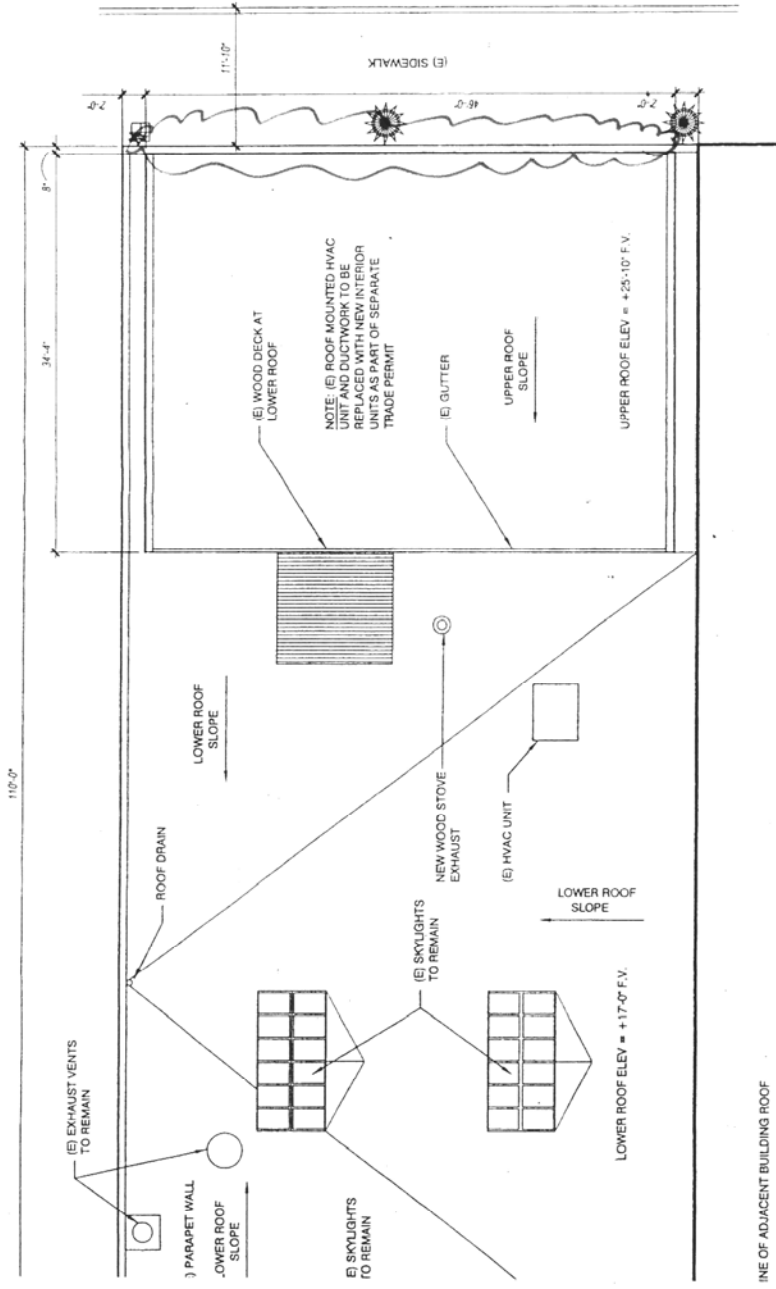 110'-0"
34'-4"
8"
11'-10"
2'-0"
46'-0"
2'-0"
(E) SIDEWALK
(E) WOOD DECK AT
LOWER ROOF
NOTE: (E) ROOF MOUNTED HVAC
UNIT AND DUCTWORK TO BE
REPLACED WITH NEW INTERIOR
UNITS AS PART OF SEPARATE
TRADE PERMIT
(E) GUTTER
UPPER ROOF
SLOPE
UPPER ROOF ELEV = +25'-10" F.V.
LOWER ROOF
SLOPE
ROOF DRAIN
NEW WOOD STOVE
EXHAUST
(E) HVAC UNIT
LOWER ROOF
SLOPE
(E) SKYLIGHTS
TO REMAIN
LOWER ROOF ELEV = +17'-0" F.V.
(E) EXHAUST VENTS
TO REMAIN
) PARAPET WALL
LOWER ROOF
SLOPE
E) SKYLIGHTS
TO REMAIN
INE OF ADJACENT BUILDING ROOF